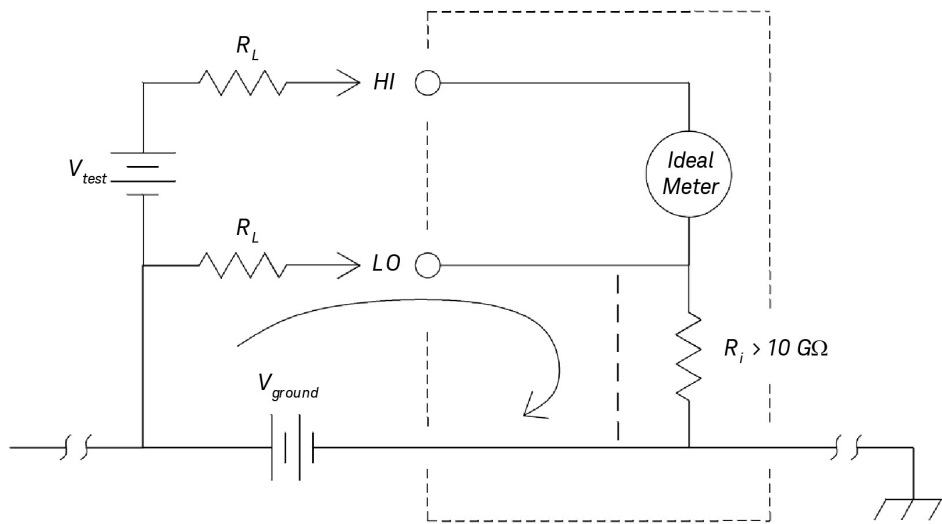 R_L
HI
V_test
Ideal
Meter
R_L
LO
R_i > 10 GΩ
V_ground